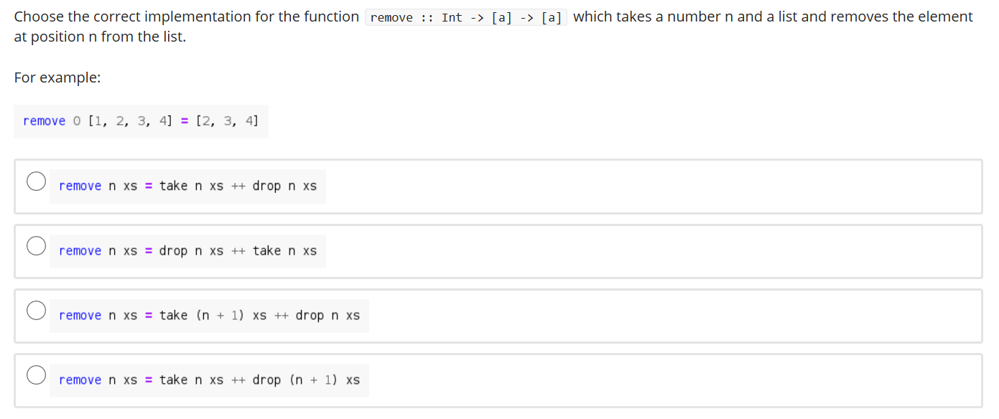 Choose the correct implementation for the function remove :: Int -> [a] -> [a] which takes a number n and a list and removes the element
at position n from the list.
For example:
remove 0 [1, 2, 3, 4] = [2, 3, 4]
remove n xs = take n xs ++ drop n xs
remove n xs = drop n xs ++ take n xs
remove n xs = take (n + 1) xs ++ drop n xs
remove n xs = take n xs ++ drop (n + 1) xs